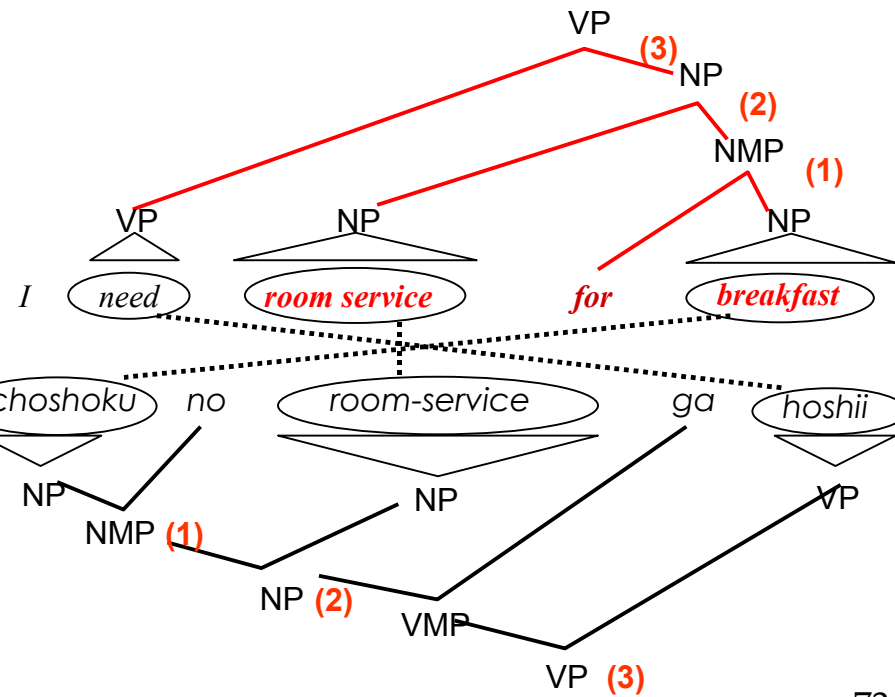 VP
(3)
NP
(2)
NMP
(1)
VP NP NP
I need room service for breakfast
choshoku no room-service ga hoshii
NP NP VP
NMP (1)
NP (2)
VMP
VP (3)